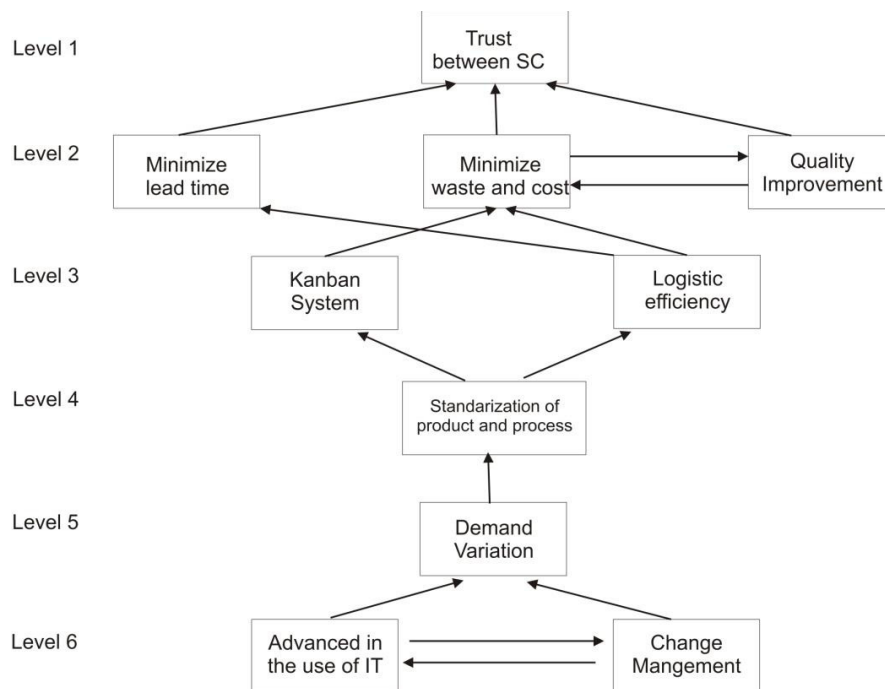 Level 1
Trust
between SC
Level 2
Minimize
lead time
Minimize
waste and cost
Quality
Improvement
Level 3
Kanban
System
Logistic
efficiency
Level 4
Standarization of
product and process
Level 5
Demand
Variation
Level 6
Advanced in
the use of IT
Change
Mangement